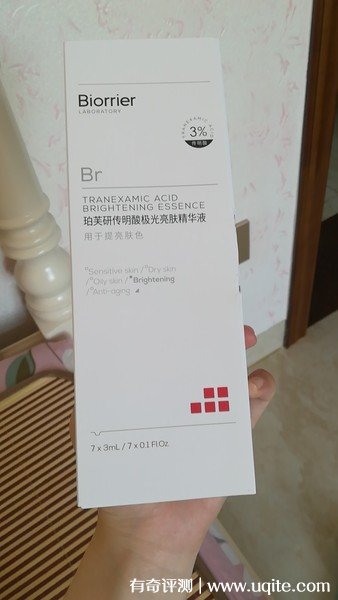 Biorrier
LABORATORY
TRANEXAMIC ACID
3%
传明酸
Br
TRANEXAMIC ACID
BRIGHTENING ESSENCE
珀芙研传明酸极光亮肤精华液
用于提亮肤色
Sensitive skin / Dry skin
/ Oily skin / Brightening
/ Anti-aging
7 x 3mL / 7 x 0.1 Fl.Oz
有奇评测 | www.uqite.com